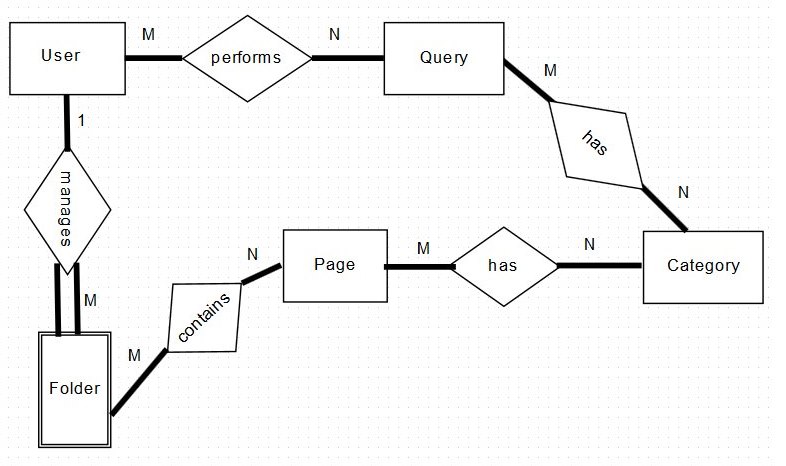 User
M
performs
N
Query
M
has
N
Category
N
has
M
Page
N
contains
M
Folder
M
manages
1